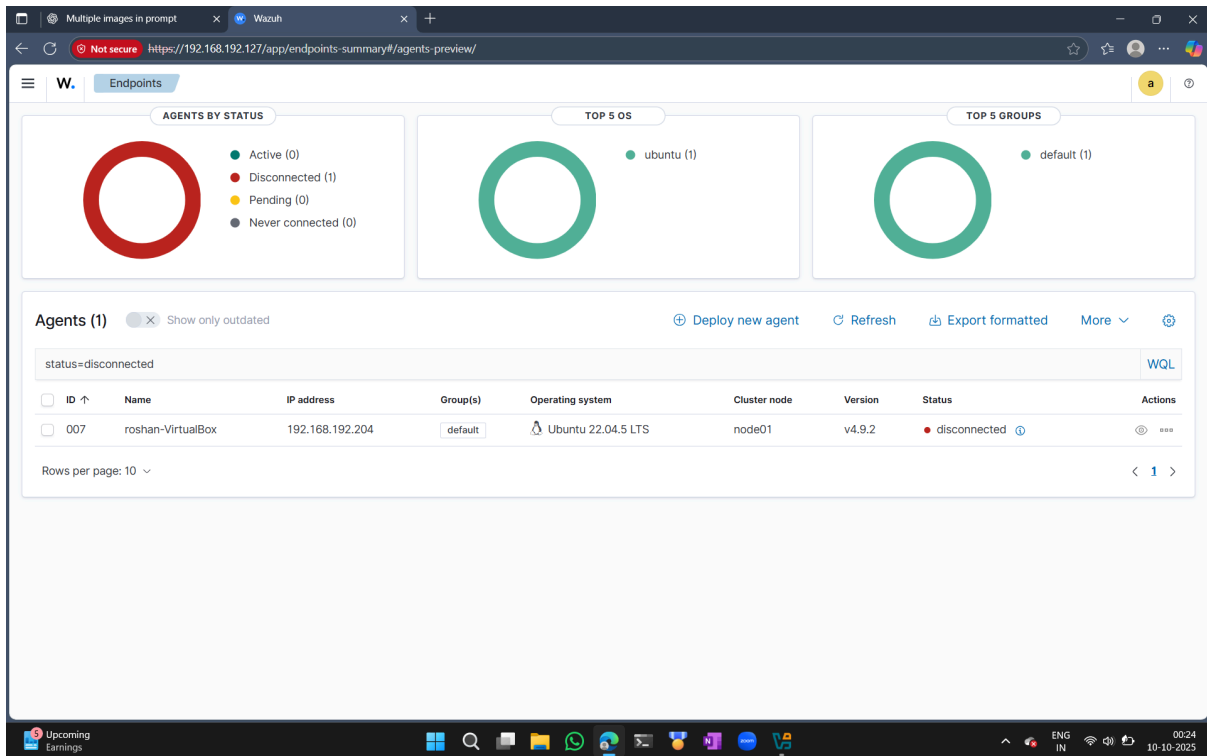 Multiple images in prompt
Wazuh
Not secure https://192.168.192.127/app/endpoints-summary#/agents-preview/
W. Endpoints a
AGENTS BY STATUS
Active (0)
Disconnected (1)
Pending (0)
Never connected (0)
TOP 5 OS
ubuntu (1)
TOP 5 GROUPS
default (1)
Agents (1) Show only outdated Deploy new agent Refresh Export formatted More
status=disconnected WQL
ID Name IP address Group(s) Operating system Cluster node Version Status Actions
007 roshan-VirtualBox 192.168.192.204 default Ubuntu 22.04.5 LTS node01 v4.9.2 disconnected
Rows per page: 10 1
5 Upcoming
Earnings
zoom
ENG
IN
00:24
10-10-2025